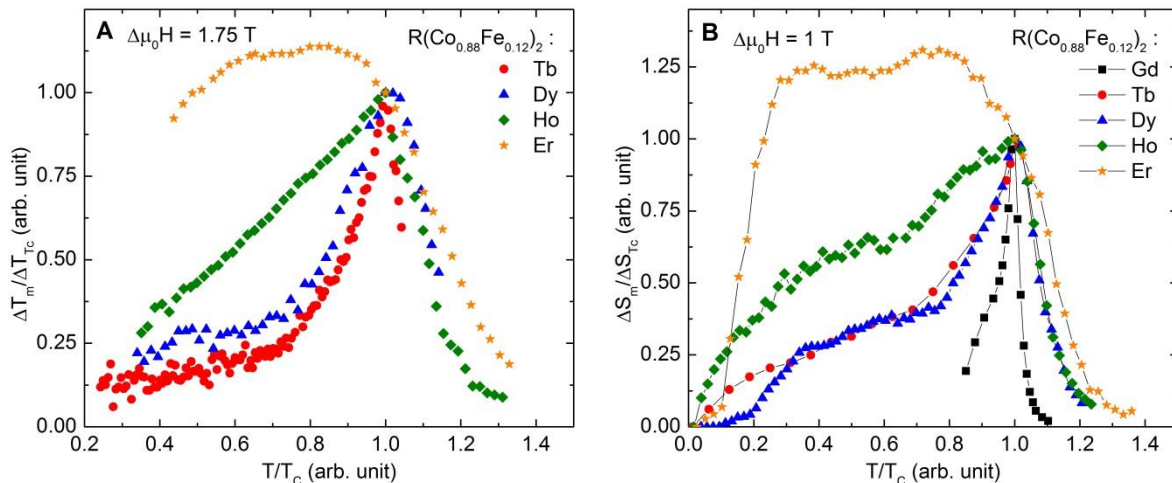 A
Δμ₀H = 1.75 T
R(Co₀.₈₈Fe₀.₁₂)₂ :
Tb
Dy
Ho
Er
ΔTₘ/ΔT_Tc (arb. unit)
1.00
0.75
0.50
0.25
0.00
0.2 0.4 0.6 0.8 1.0 1.2 1.4
T/T_C (arb. unit)
B
Δμ₀H = 1 T
R(Co₀.₈₈Fe₀.₁₂)₂ :
Gd
Tb
Dy
Ho
Er
ΔSₘ/ΔS_Tc (arb. unit)
1.25
1.00
0.75
0.50
0.25
0.00
0.0 0.2 0.4 0.6 0.8 1.0 1.2 1.4
T/T_C (arb. unit)